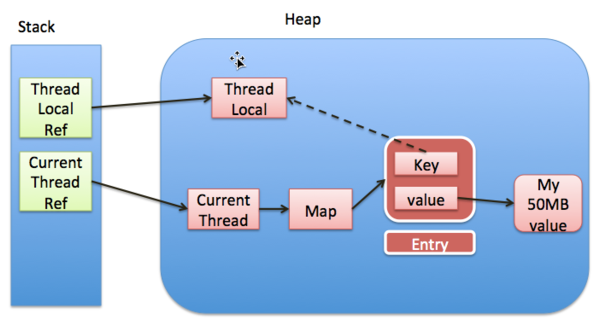 Stack
Heap
Thread
Local
Ref
Thread
Local
Current
Thread
Ref
Key
Current
Thread
Map
value
My
50MB
value
Entry